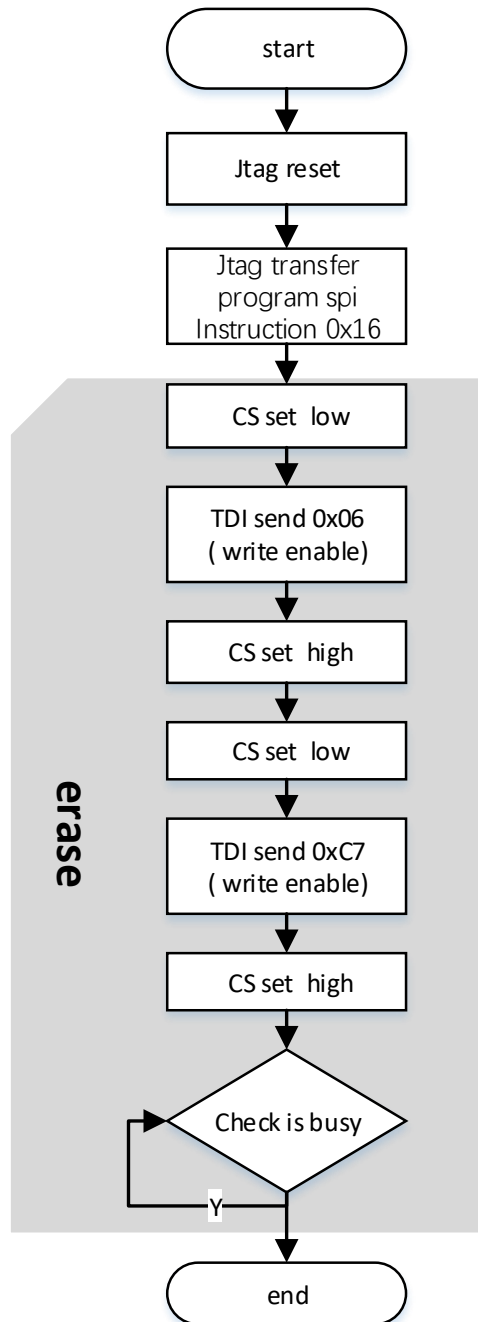 start
Jtag reset
Jtag transfer
program spi
Instruction 0x16
CS set low
TDI send 0x06
( write enable)
CS set high
CS set low
erase
TDI send 0xC7
( write enable)
CS set high
Check is busy
Y
end